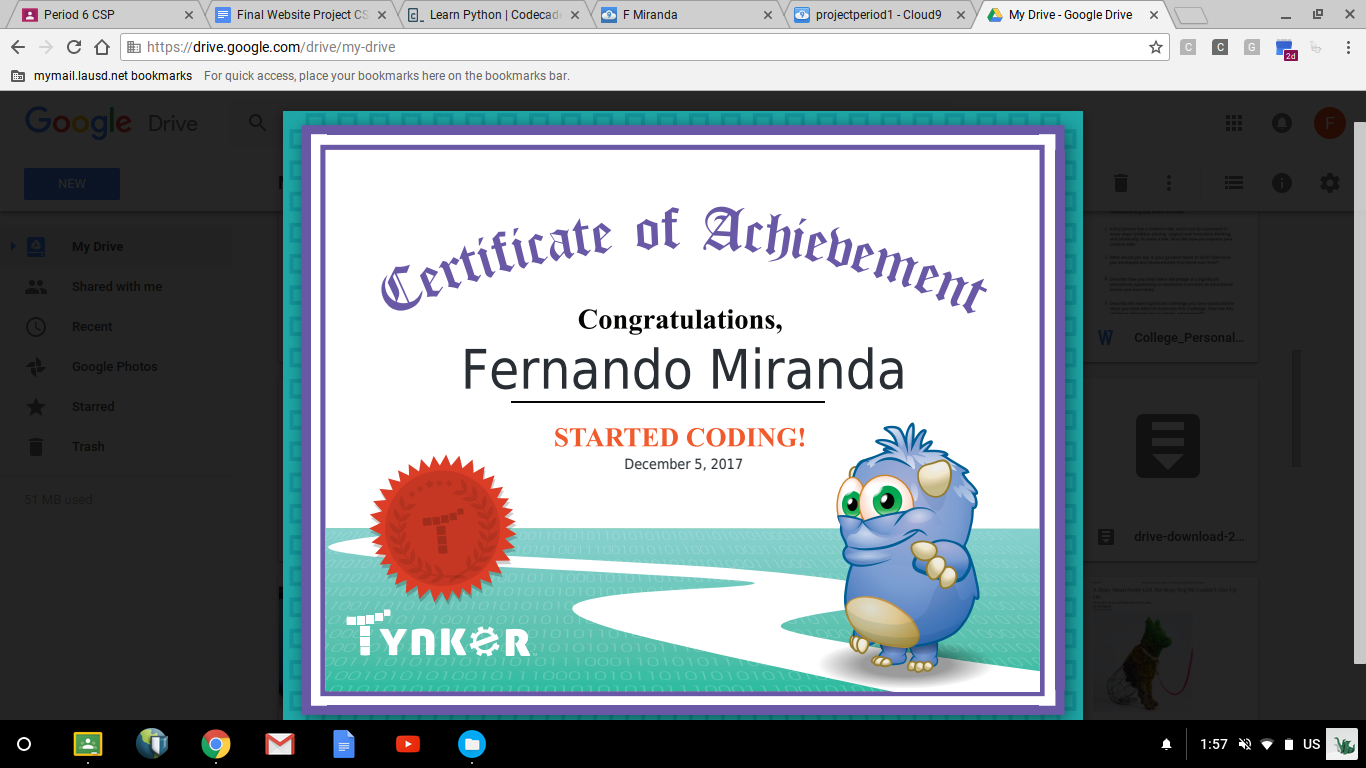 Period 6 CSP
Final Website Project CS
Learn Python | Codecade
F Miranda
projectperiod1 - Cloud9
My Drive - Google Drive
https://drive.google.com/drive/my-drive
C
C
G
2d
mymail.lausd.net bookmarks
For quick access, place your bookmarks here on the bookmarks bar.
Google Drive
F
NEW
My Drive
Shared with me
Recent
Google Photos
Starred
Trash
51 MB used
Certificate of Achievement
Congratulations,
Fernando Miranda
STARTED CODING!
December 5, 2017
T
TYNKER
W
College_Personal...
drive-download-2...
1:57
US